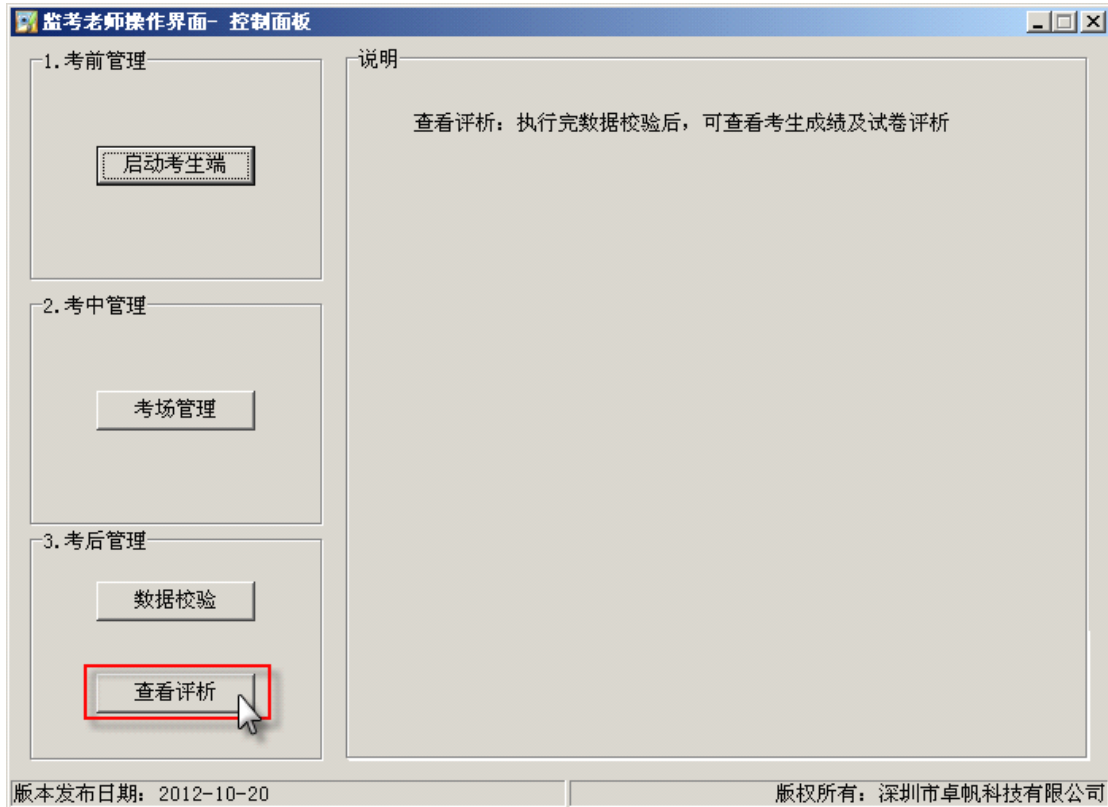 监考老师操作界面- 控制面板
1.考前管理
启动考生端
2.考中管理
考场管理
3.考后管理
数据校验
查看评析
说明
查看评析：执行完数据校验后，可查看考生成绩及试卷评析
版本发布日期：2012-10-20
版权所有：深圳市卓帆科技有限公司